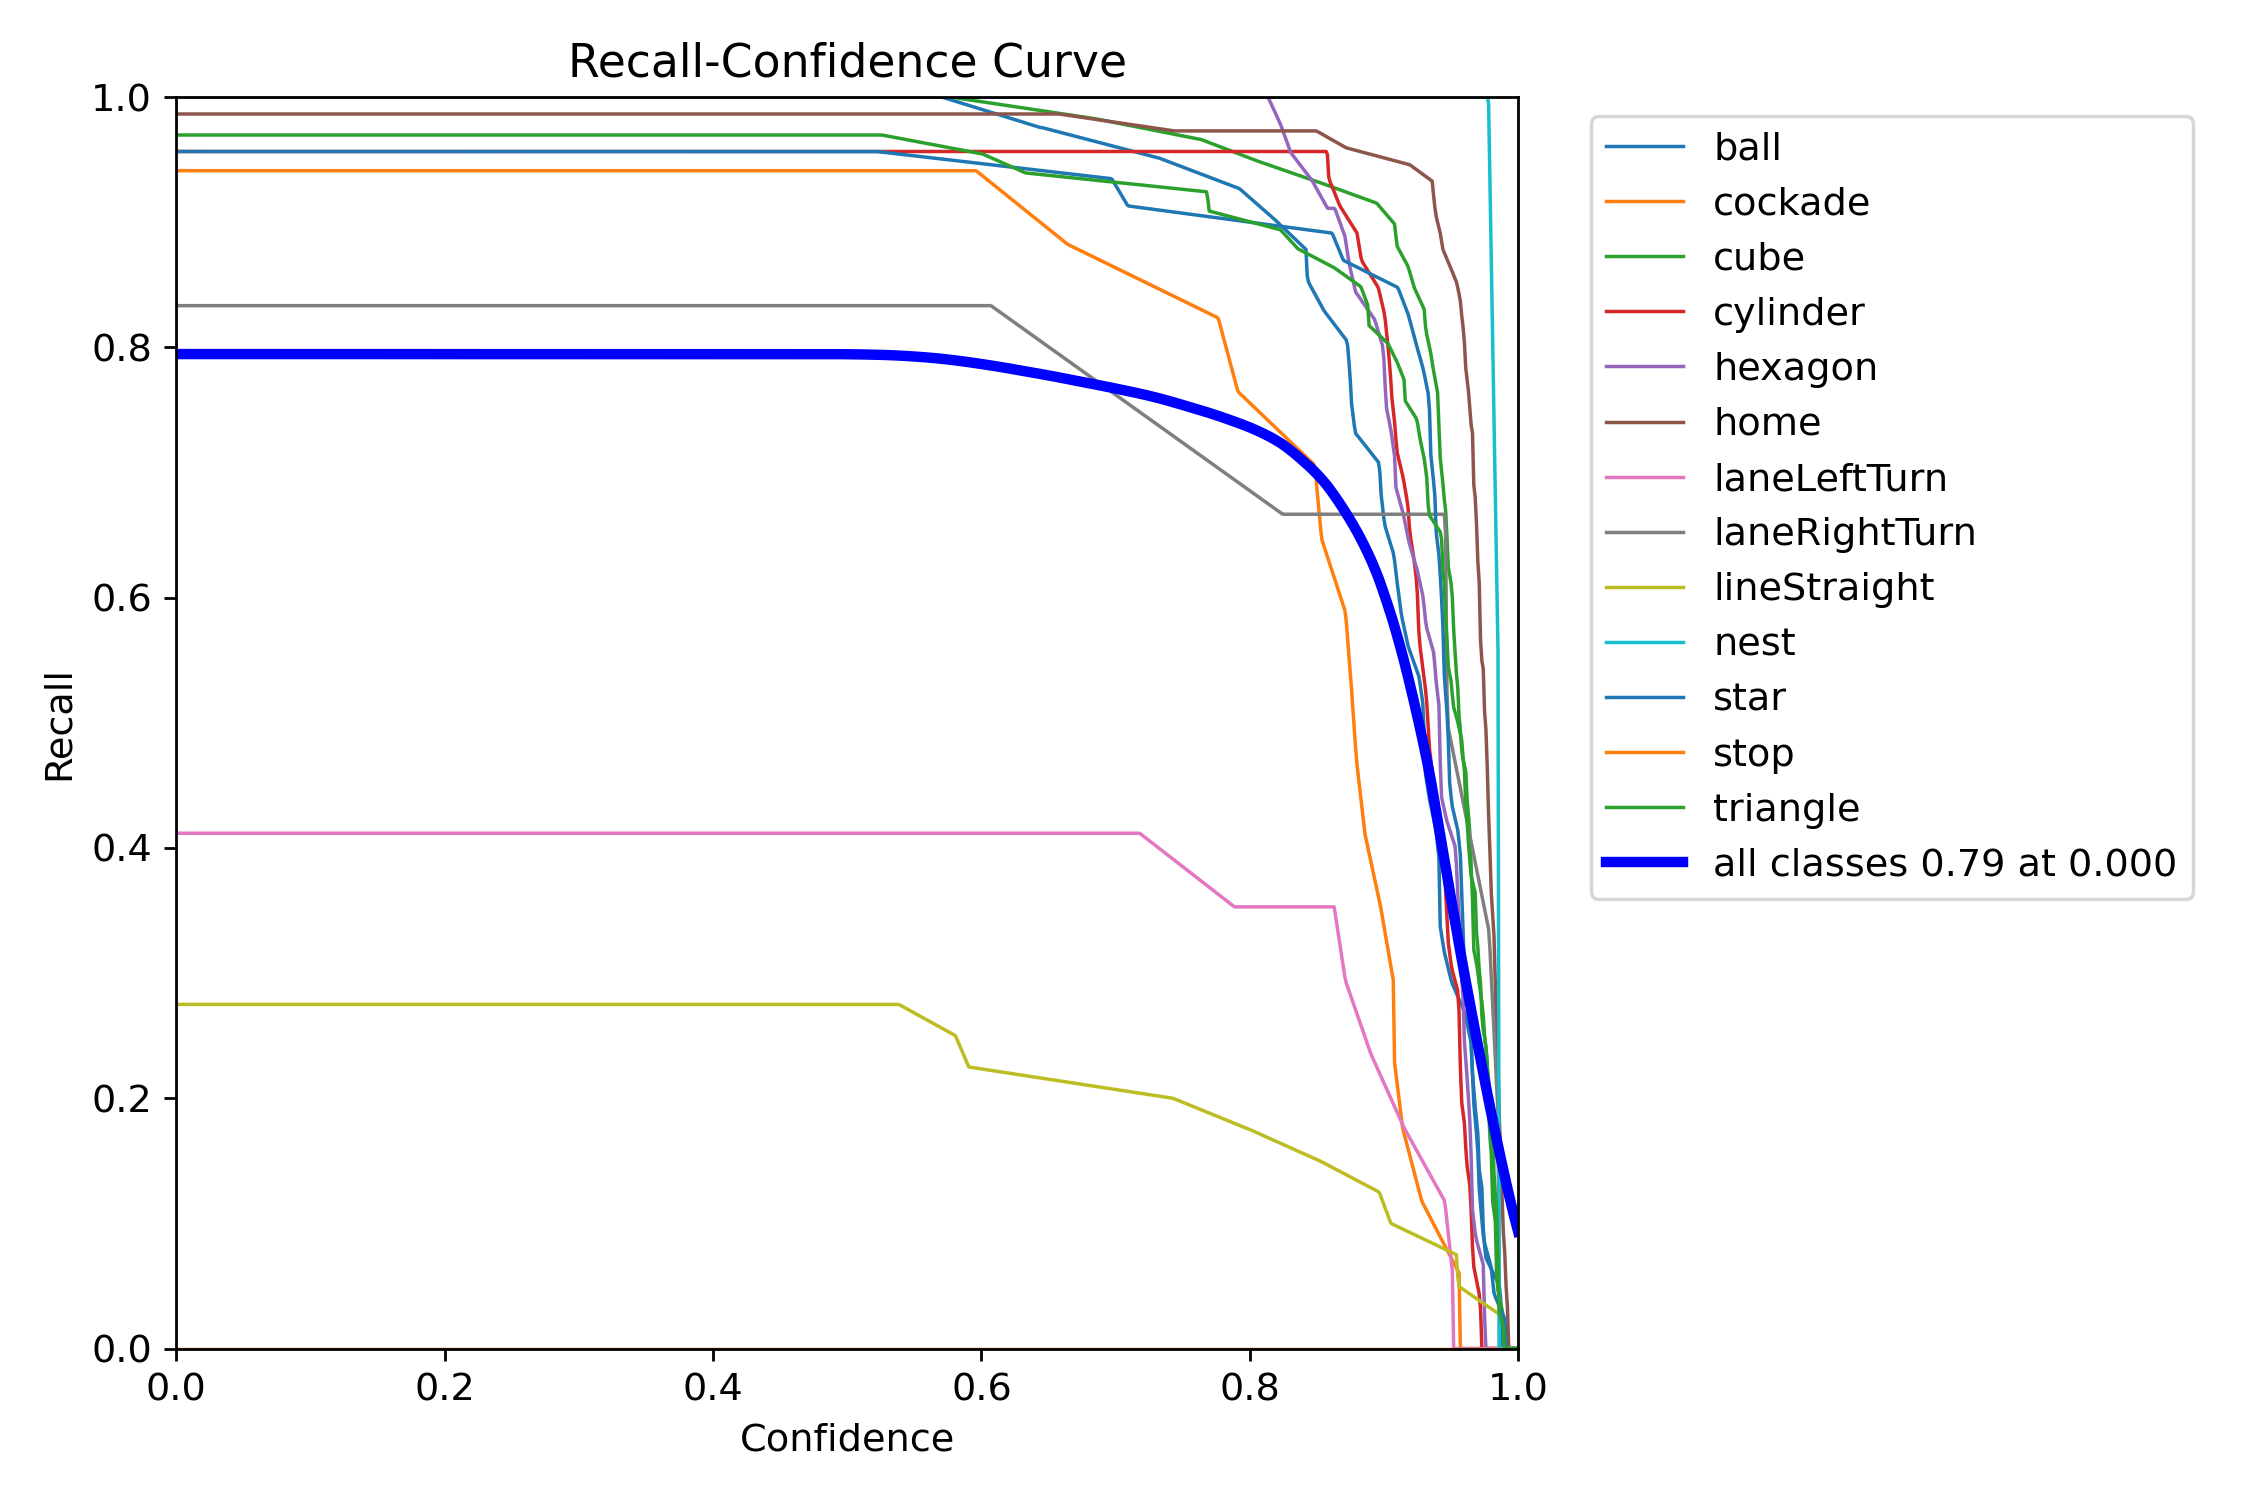 Recall-Confidence Curve
1.0
0.8
0.6
0.4
0.2
0.0
Recall
0.0 0.2 0.4 0.6 0.8 1.0
Confidence
ball
cockade
cube
cylinder
hexagon
home
laneLeftTurn
laneRightTurn
lineStraight
nest
star
stop
triangle
all classes 0.79 at 0.000